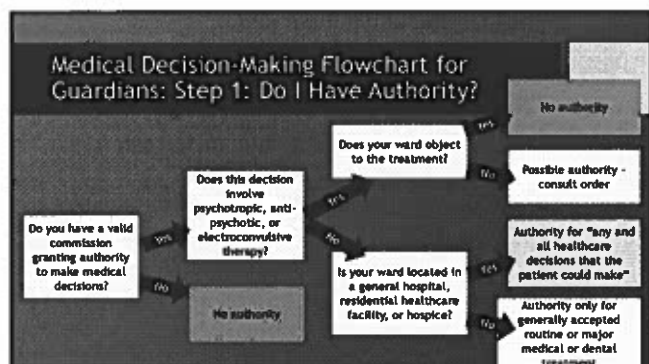 Medical Decision-Making Flowchart for
Guardians: Step 1: Do I Have Authority?
No authority
Yes
Does your ward object
to the treatment?
No
Possible authority -
consult order
Does this decision
involve
psychotropic, anti-
psychotic, or
electroconvulsive
therapy?
Yes
No
Do you have a valid
commission
granting authority
to make medical
decisions?
Yes
No
No authority
Is your ward located in
a general hospital,
residential healthcare
facility, or hospice?
Yes
Authority for "any and
all healthcare
decisions that the
patient could make"
No
Authority only for
generally accepted
routine or major
medical or dental
treatment